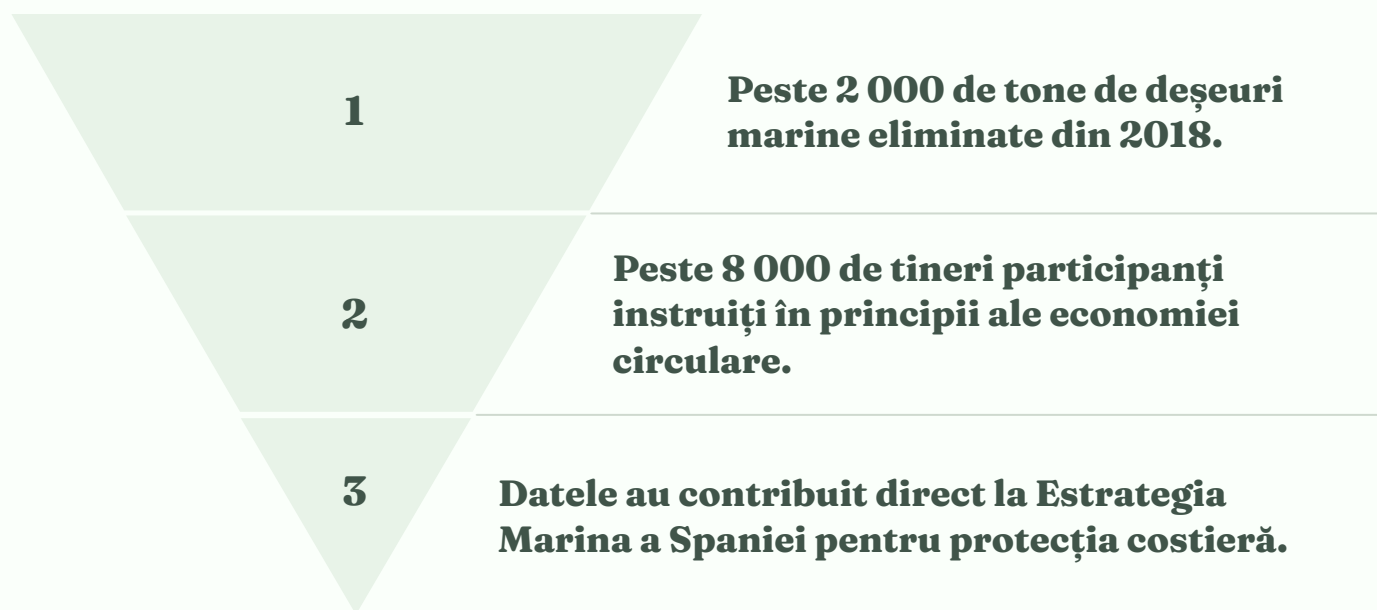 1
Peste 2 000 de tone de deșeuri
marine eliminate din 2018.
2
Peste 8 000 de tineri participanți
instruiți în principii ale economiei
circulare.
3
Datele au contribuit direct la Estrategia
Marina a Spaniei pentru protecția costieră.